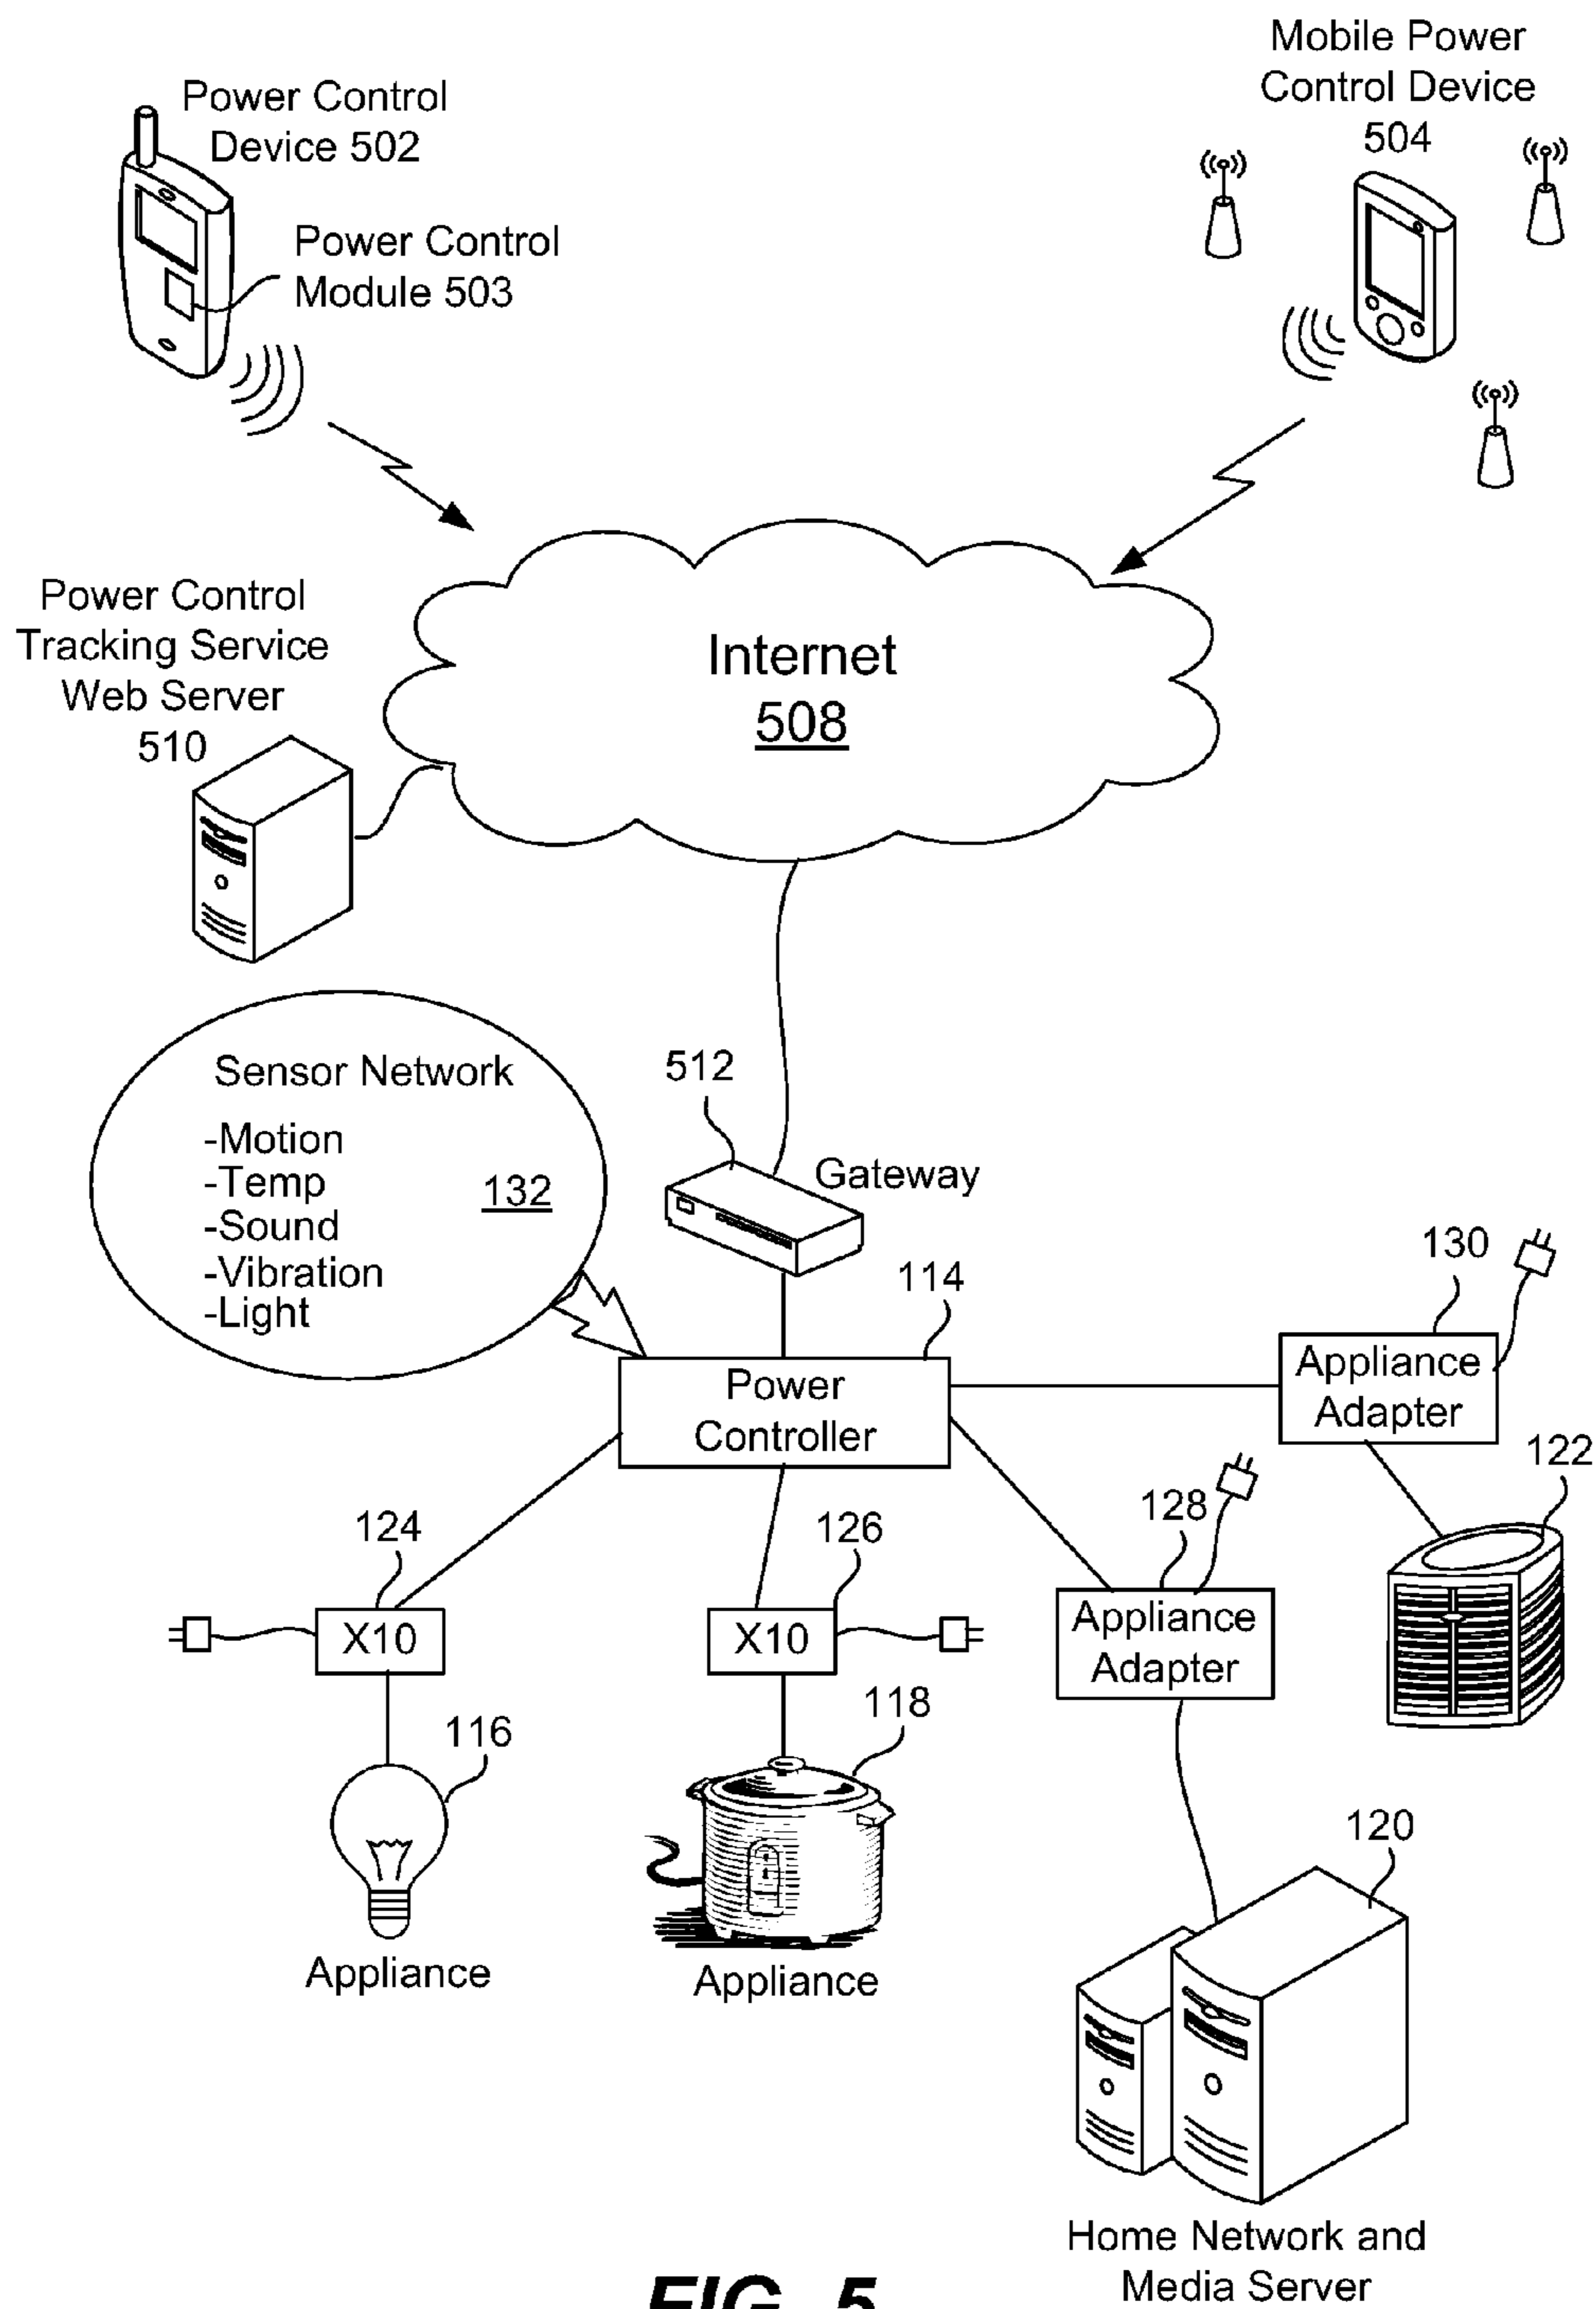 Mobile Power
Control Device
504
Power Control
Device 502
Power Control
Module 503
Internet
508
Power Control
Tracking Service
Web Server
510
Sensor Network
-Motion
-Temp
-Sound
-Vibration
-Light
132
512
Gateway
114
Power
Controller
130
Appliance
Adapter
122
124
X10
126
X10
128
Appliance
Adapter
116
Appliance
118
Appliance
120
Home Network and
Media Server
FIG. 5